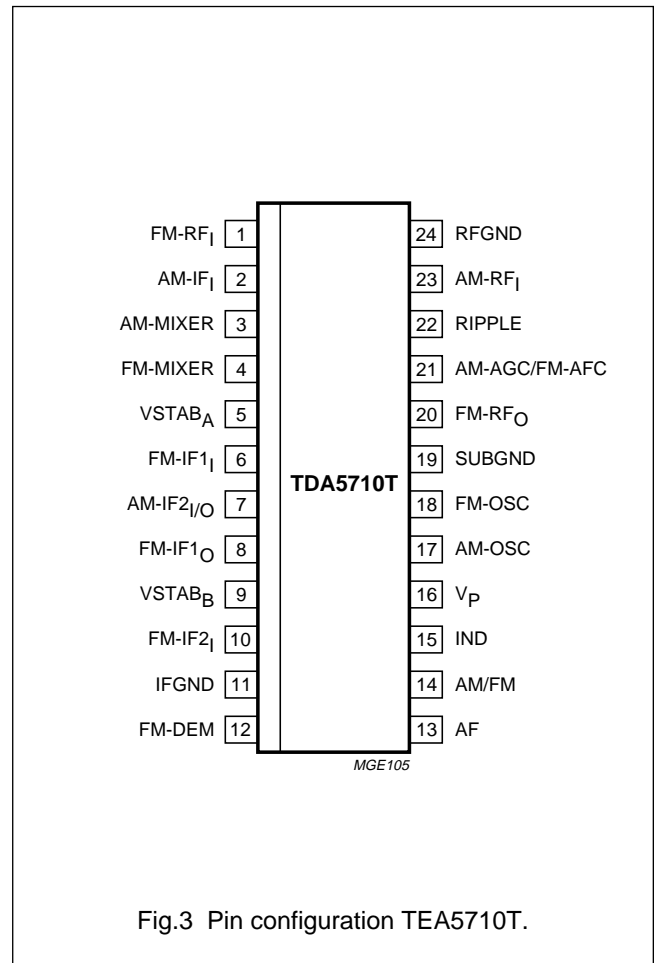 FM-RFI 1
AM-IFI 2
AM-MIXER 3
FM-MIXER 4
VSTABA 5
FM-IF1I 6
AM-IF2I/O 7
FM-IF1O 8
VSTABB 9
FM-IF2I 10
IFGND 11
FM-DEM 12
TDA5710T
24 RFGND
23 AM-RFI
22 RIPPLE
21 AM-AGC/FM-AFC
20 FM-RFO
19 SUBGND
18 FM-OSC
17 AM-OSC
16 VP
15 IND
14 AM/FM
13 AF
MGE105
Fig.3 Pin configuration TEA5710T.